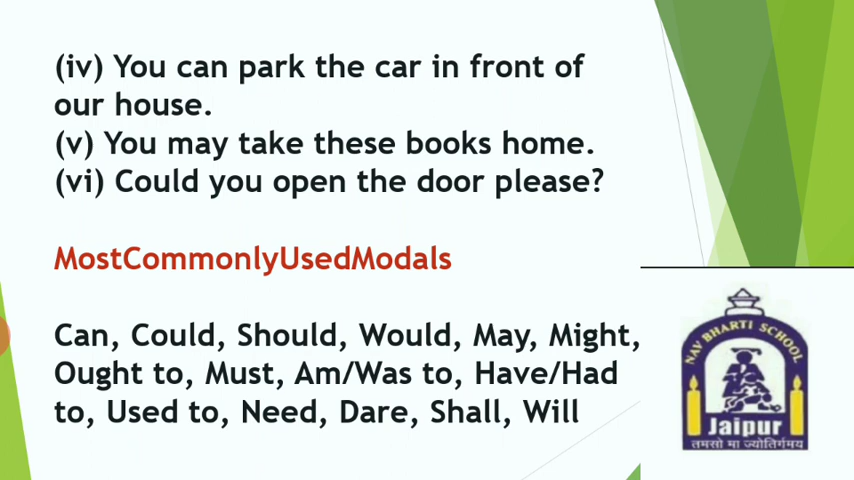 (iv) You can park the car in front of
our house.
(v) You may take these books home.
(vi) Could you open the door please?
MostCommonlyUsedModals
Can, Could, Should, Would, May, Might,
Ought to, Must, Am/Was to, Have/Had
to, Used to, Need, Dare, Shall, Will
NAV BHARTI SCHOOL
Jaipur
तमसो मा ज्योतिर्गमय